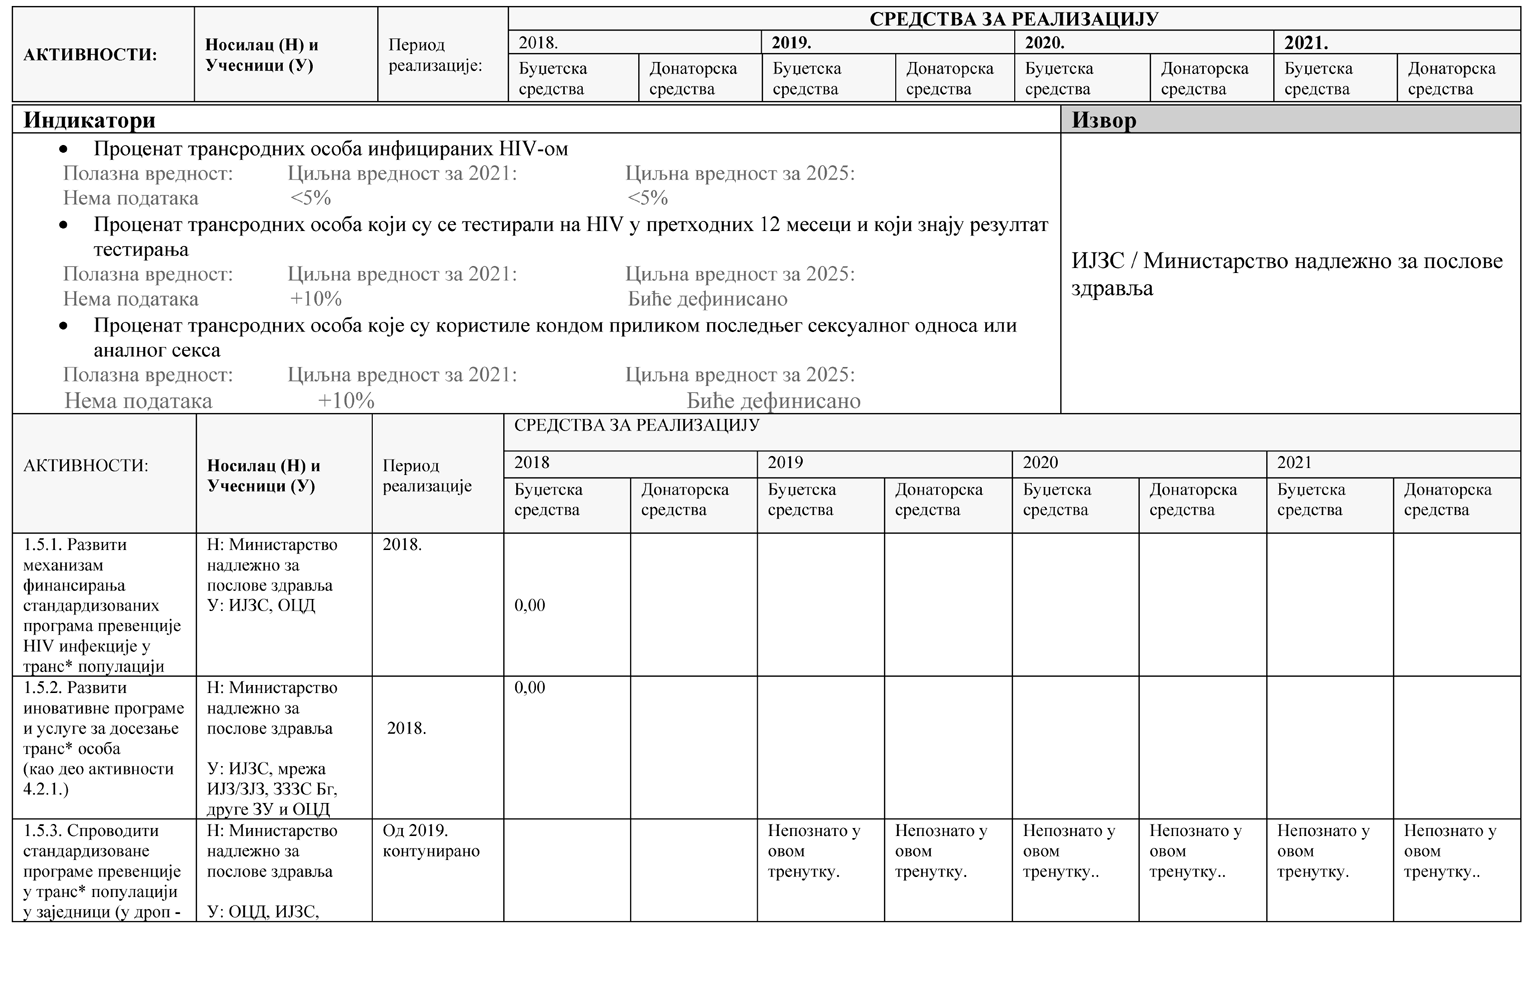 СРЕДСТВА ЗА РЕАЛИЗАЦИЈУ
АКТИВНОСТИ:
Носилац (Н) и
Учесници (У)
Период
реализације:
2018.
2019.
2020.
2021.
Буџетска
средства
Донаторска
средства
Буџетска
средства
Донаторска
средства
Буџетска
средства
Донаторска
средства
Буџетска
средства
Донаторска
средства
Индикатори
Извор
• Проценат трансродних особа инфицираних HIV-ом
Полазна вредност: Циљна вредност за 2021: Циљна вредност за 2025:
Нема података <5% <5%
• Проценат трансродних особа који су се тестирали на HIV у претходних 12 месеци и који знају резултат
тестирања
Полазна вредност: Циљна вредност за 2021: Циљна вредност за 2025:
Нема података +10% Биће дефинисано
• Проценат трансродних особа које су користиле кондом приликом последњег сексуалног односа или
аналног секса
Полазна вредност: Циљна вредност за 2021: Циљна вредност за 2025:
Нема података +10% Биће дефинисано
ИЈЗС / Министарство надлежно за послове
здравља
АКТИВНОСТИ:
Носилац (Н) и
Учесници (У)
Период
реализације
СРЕДСТВА ЗА РЕАЛИЗАЦИЈУ
2018
2019
2020
2021
Буџетска
средства
Донаторска
средства
Буџетска
средства
Донаторска
средства
Буџетска
средства
Донаторска
средства
Буџетска
средства
Донаторска
средства
1.5.1. Развити
механизам
финансирања
стандардизованих
програма превенције
HIV инфекције у
транс* популацији
Н: Министарство
надлежно за
послове здравља
У: ИЈЗС, ОЦД
2018.
0,00
1.5.2. Развити
иновативне програме
и услуге за досезање
транс* особа
(као део активности
4.2.1.)
Н: Министарство
надлежно за
послове здравља
У: ИЈЗС, мрежа
ИЈЗ/ЗЈЗ, ЗЗЗС Бг,
друге ЗУ и ОЦД
2018.
0,00
1.5.3. Спроводити
стандардизоване
програме превенције
у транс* популацији
у заједници (у дроп -
Н: Министарство
надлежно за
послове здравља
У: ОЦД, ИЈЗС,
Од 2019.
контунирано
Непознато у
овом
тренутку.
Непознато у
овом
тренутку.
Непознато у
овом
тренутку..
Непознато у
овом
тренутку..
Непознато у
овом
тренутку.
Непознато у
овом
тренутку..